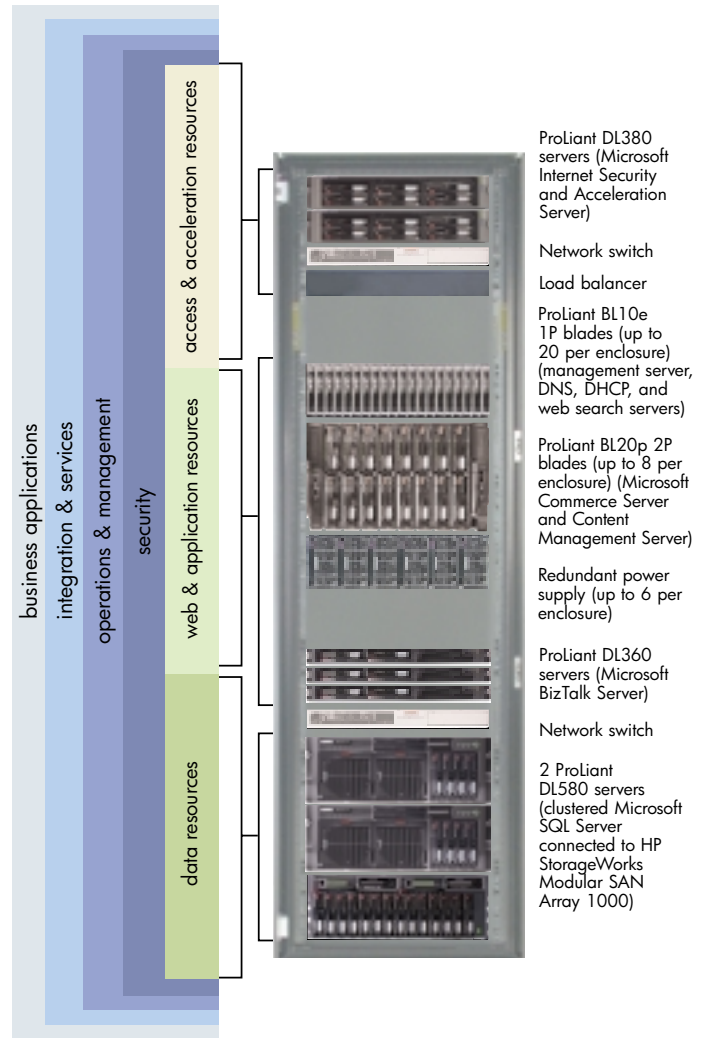 business applications
integration & services
operations & management
security
access & acceleration resources
web & application resources
data resources
ProLiant DL380
servers (Microsoft
Internet Security
and Acceleration
Server)
Network switch
Load balancer
ProLiant BL10e
1P blades (up to
20 per enclosure)
(management server,
DNS, DHCP, and
web search servers)
ProLiant BL20p 2P
blades (up to 8 per
enclosure) (Microsoft
Commerce Server
and Content
Management Server)
Redundant power
supply (up to 6 per
enclosure)
ProLiant DL360
servers (Microsoft
BizTalk Server)
Network switch
2 ProLiant
DL580 servers
(clustered Microsoft
SQL Server
connected to HP
StorageWorks
Modular SAN
Array 1000)